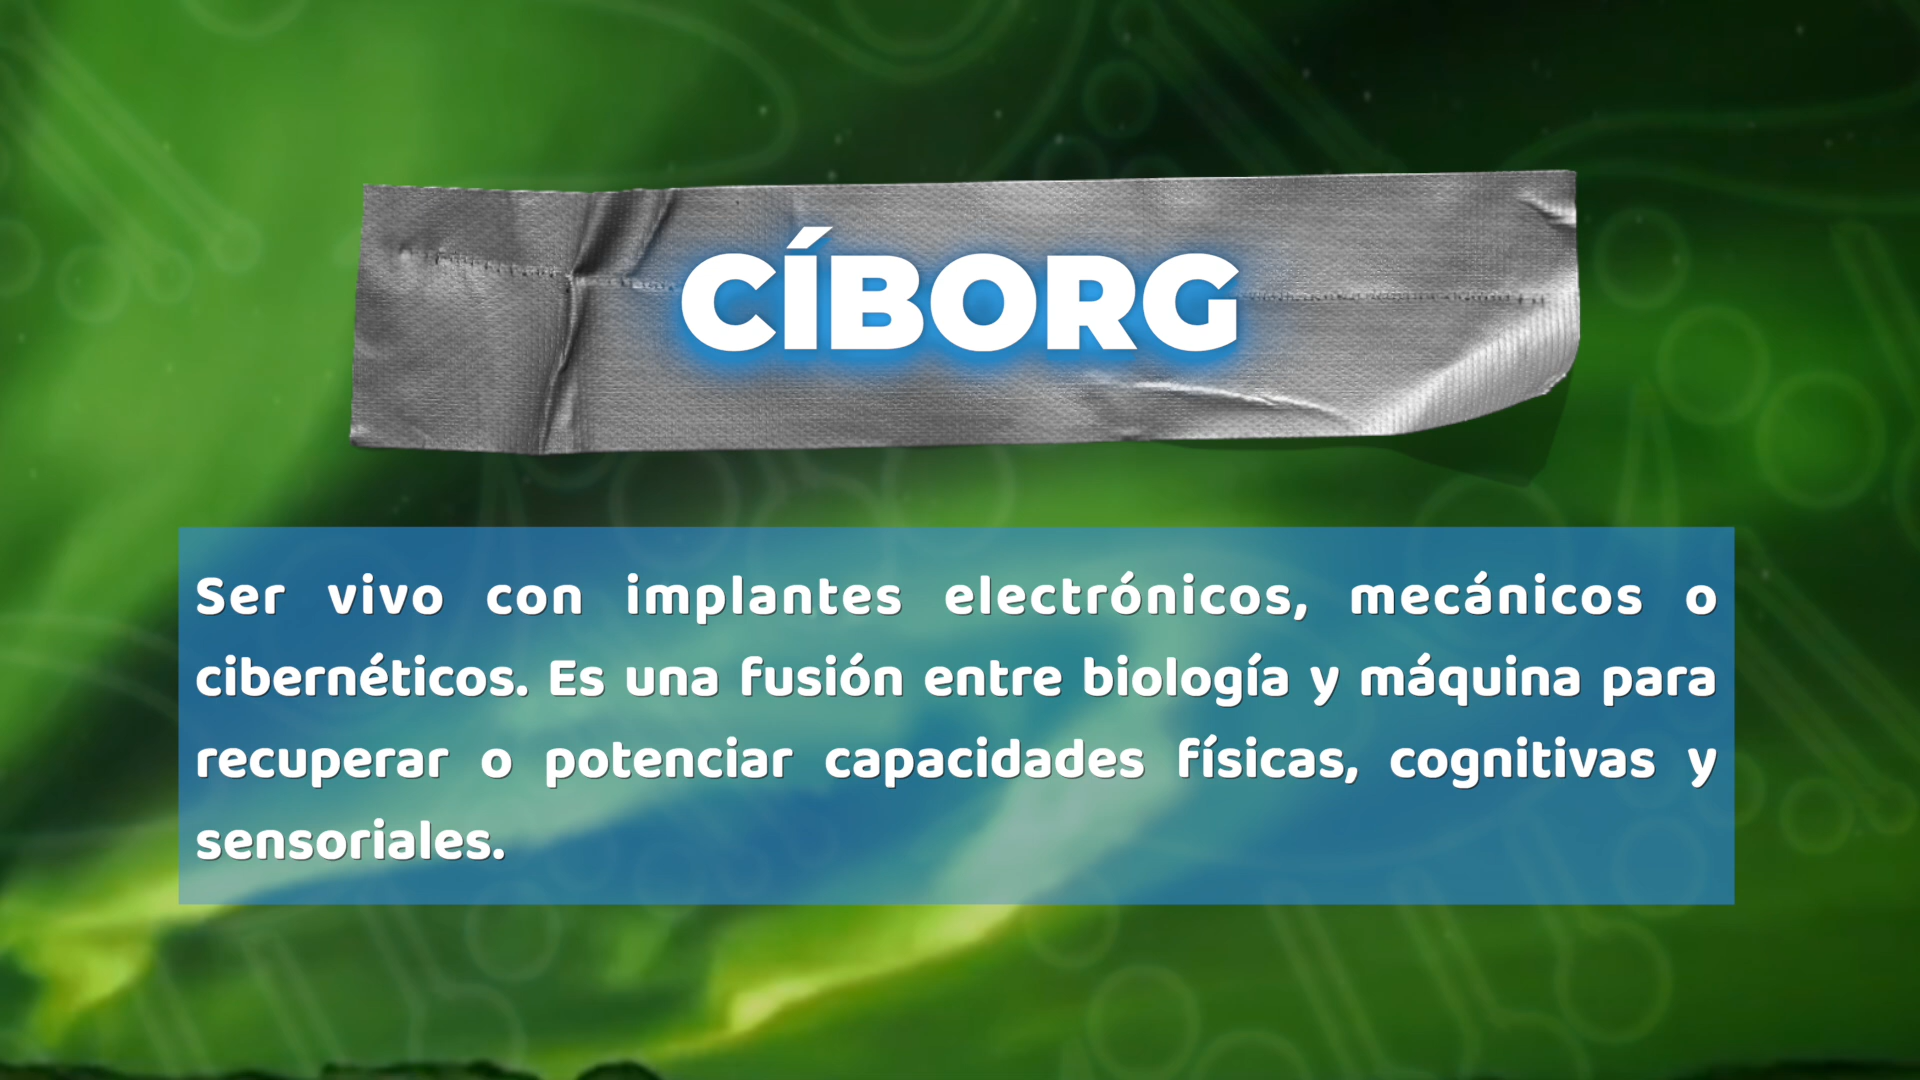 CÍBORG
Ser vivo con implantes electrónicos, mecánicos o
cibernéticos. Es una fusión entre biología y máquina para
recuperar o potenciar capacidades físicas, cognitivas y
sensoriales.